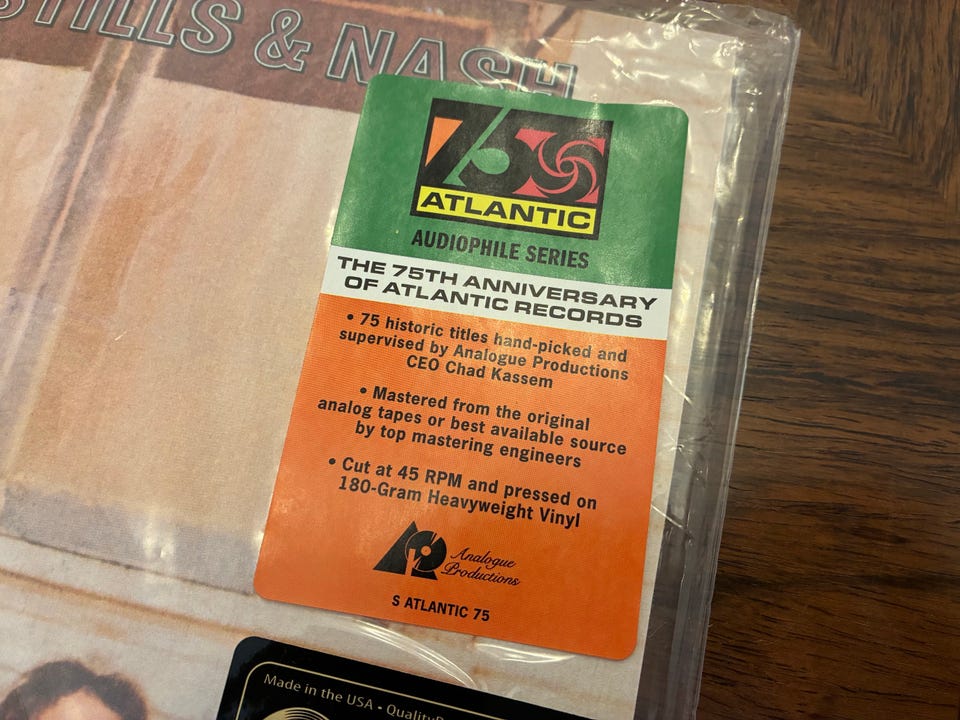 STILLS & NASH
75
ATLANTIC
AUDIOPHILE SERIES
THE 75TH ANNIVERSARY
OF ATLANTIC RECORDS
• 75 historic titles hand-picked and
supervised by Analogue Productions
CEO Chad Kassem
• Mastered from the original
analog tapes or best available source
by top mastering engineers
• Cut at 45 RPM and pressed on
180-Gram Heavyweight Vinyl
Analogue
Productions
S ATLANTIC 75
Made in the USA •